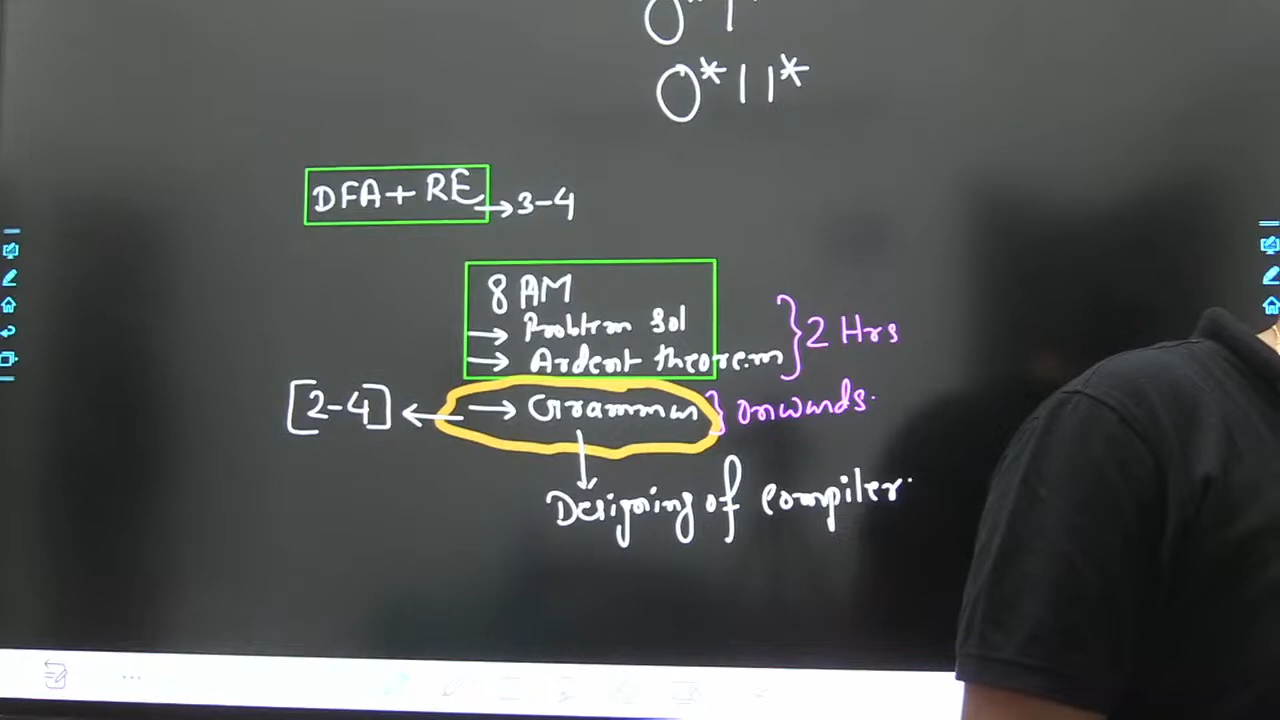 0*11*
DFA + RE → 3-4
8 AM
→ Problem Sol
→ Ardent theorem } 2 Hrs
[2-4] ← → Grammar } onwards.
Designing of compiler.